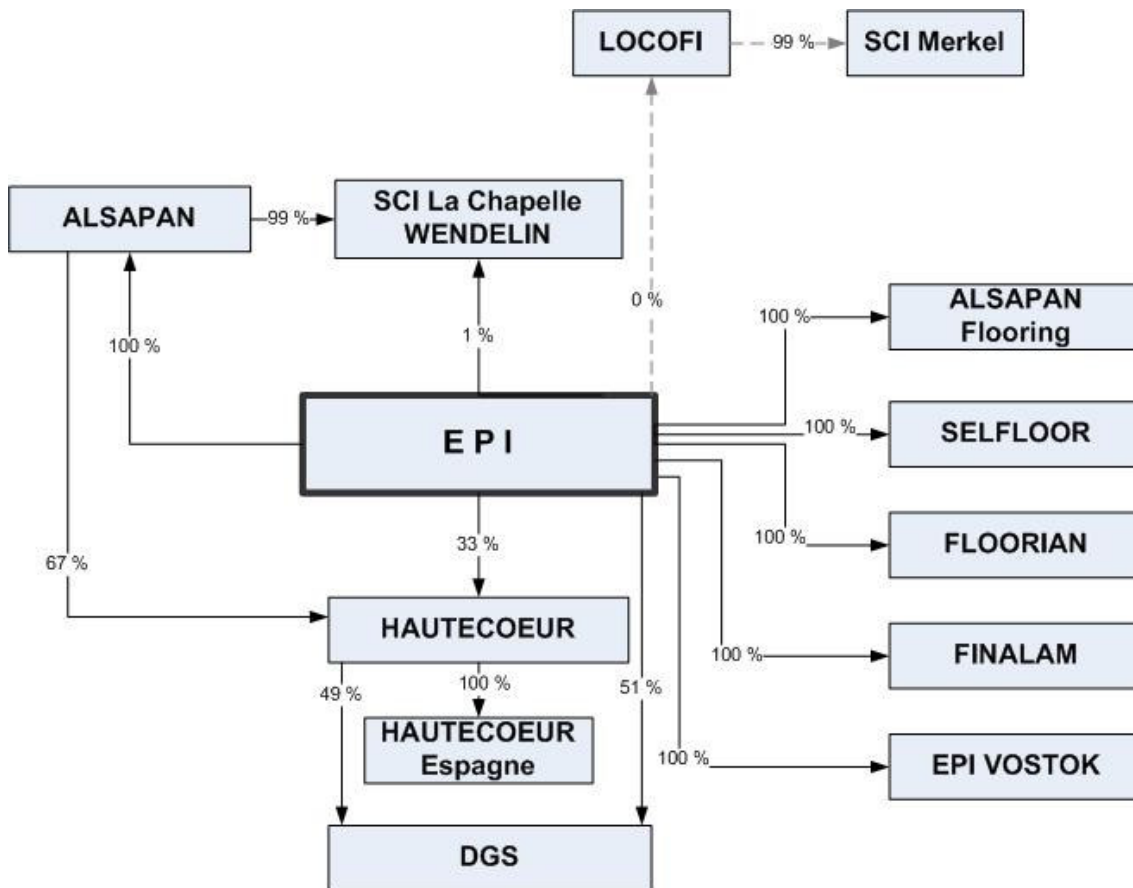 LOCOFI
99 %
SCI Merkel
ALSAPAN
99 %
SCI La Chapelle
WENDELIN
0 %
100 %
1 %
100 %
ALSAPAN
Flooring
E P I
100 %
SELFLOOR
33 %
67 %
100 %
FLOORIAN
HAUTECOEUR
100 %
FINALAM
49 %
100 %
51 %
HAUTECOEUR
Espagne
100 %
EPI VOSTOK
DGS